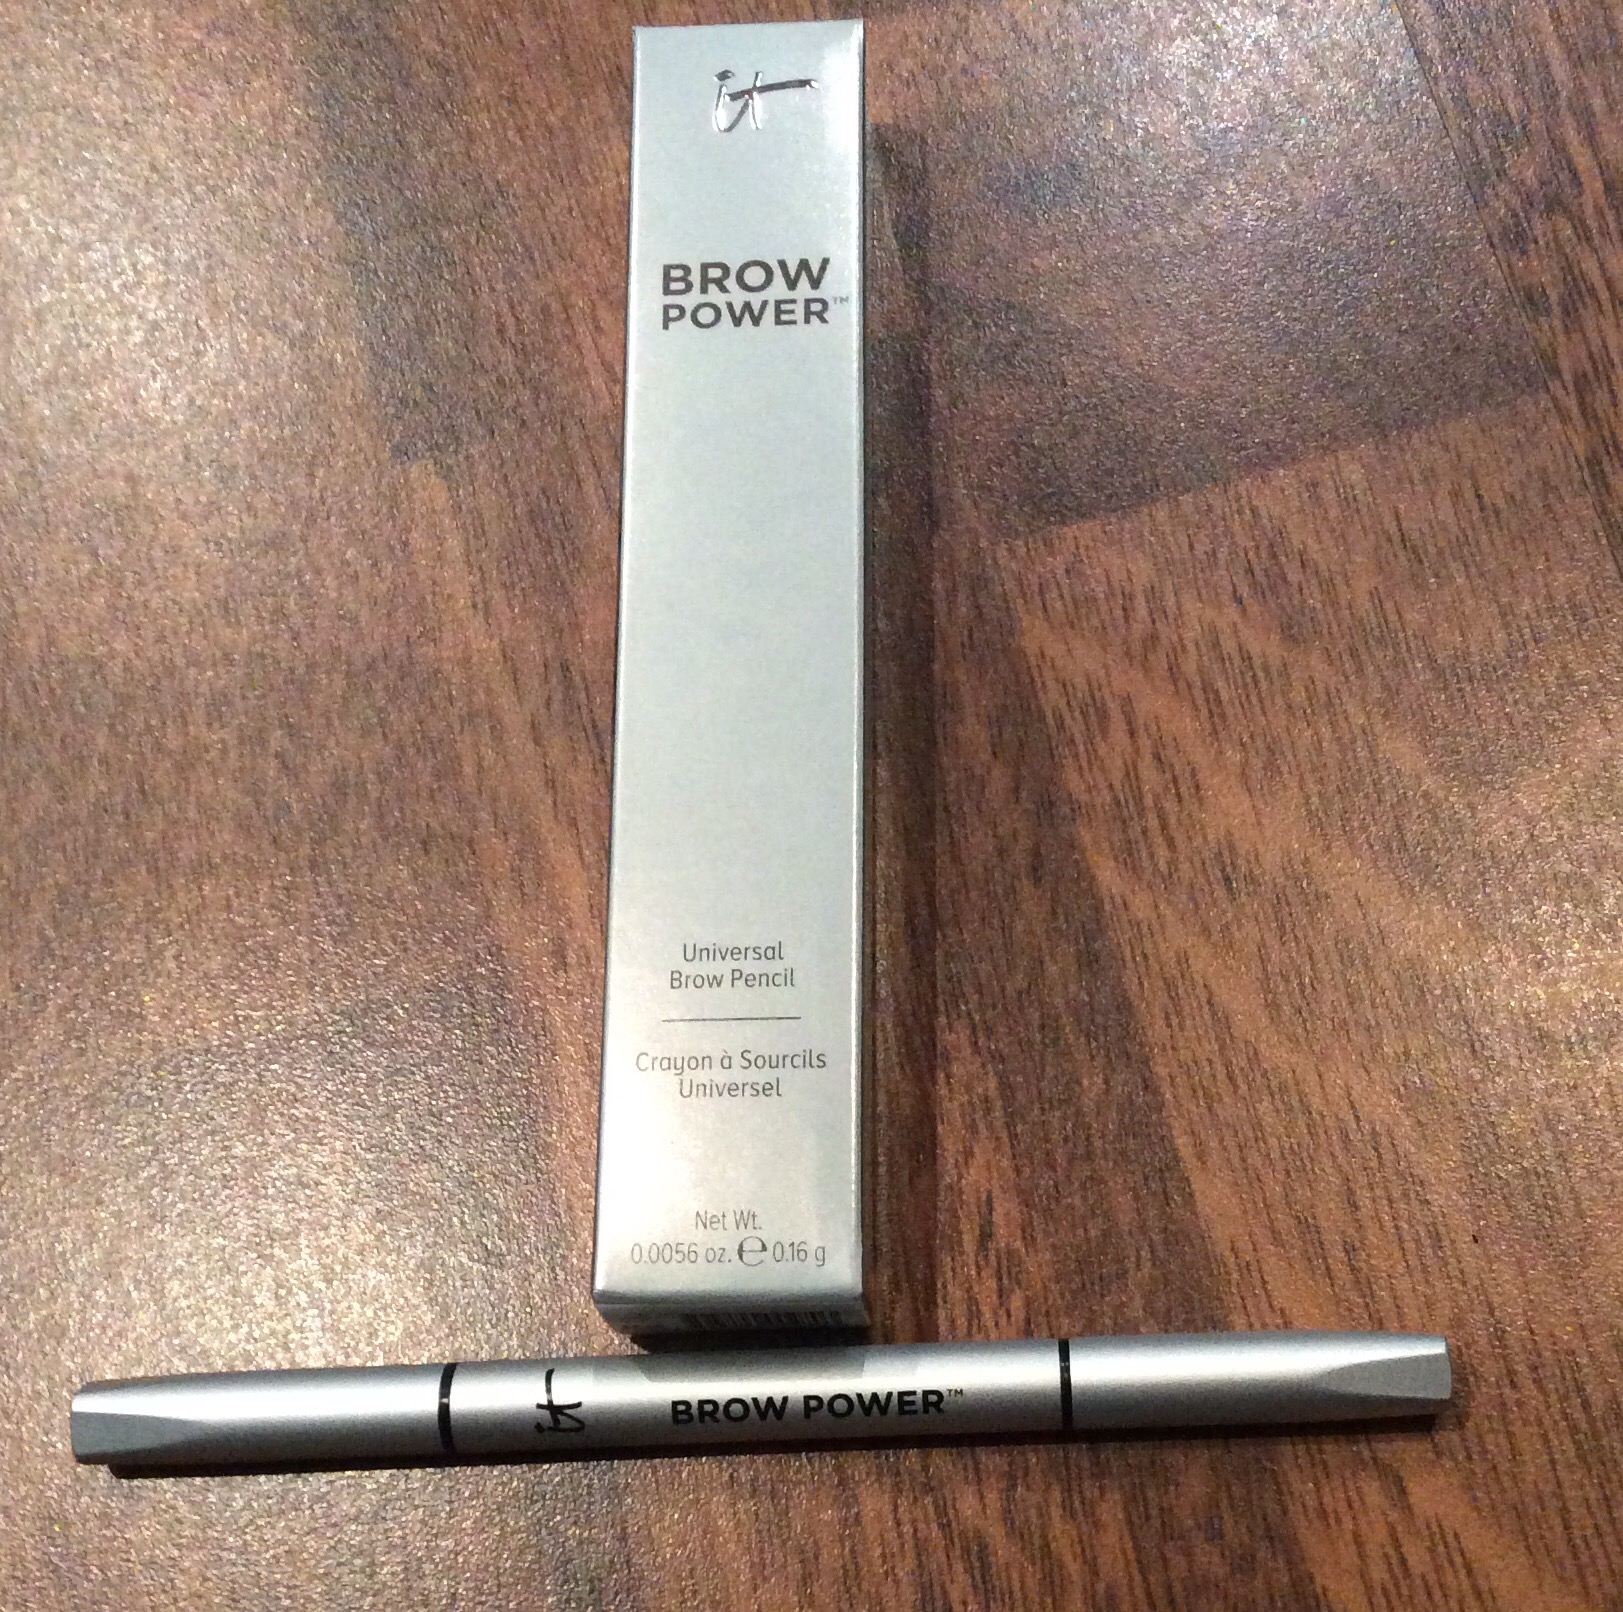 it
BROW
POWER™
Universal
Brow Pencil
Crayon à Sourcils
Universel
Net Wt.
0.0056 oz. ℮ 0.16 g
it BROW POWER™